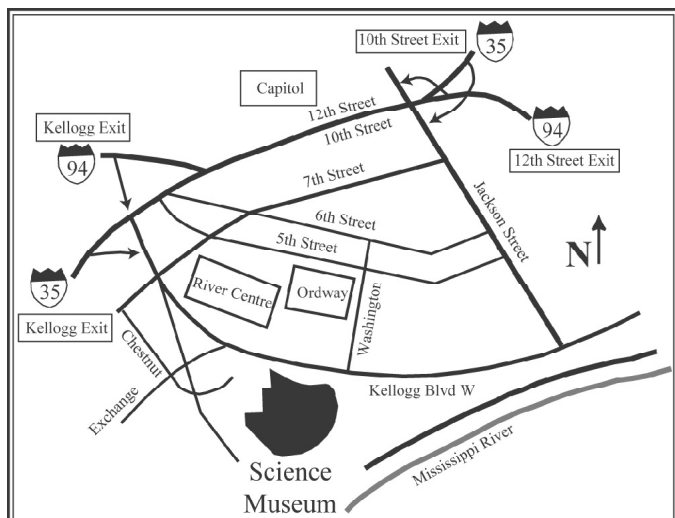 10th Street Exit
35
Capitol
12th Street
10th Street
Kellogg Exit
94
94
12th Street Exit
7th Street
6th Street
5th Street
Jackson Street
N
River Centre
Ordway
Washington
35
Kellogg Exit
Chestnut
Exchange
Kellogg Blvd W
Mississippi River
Science
Museum